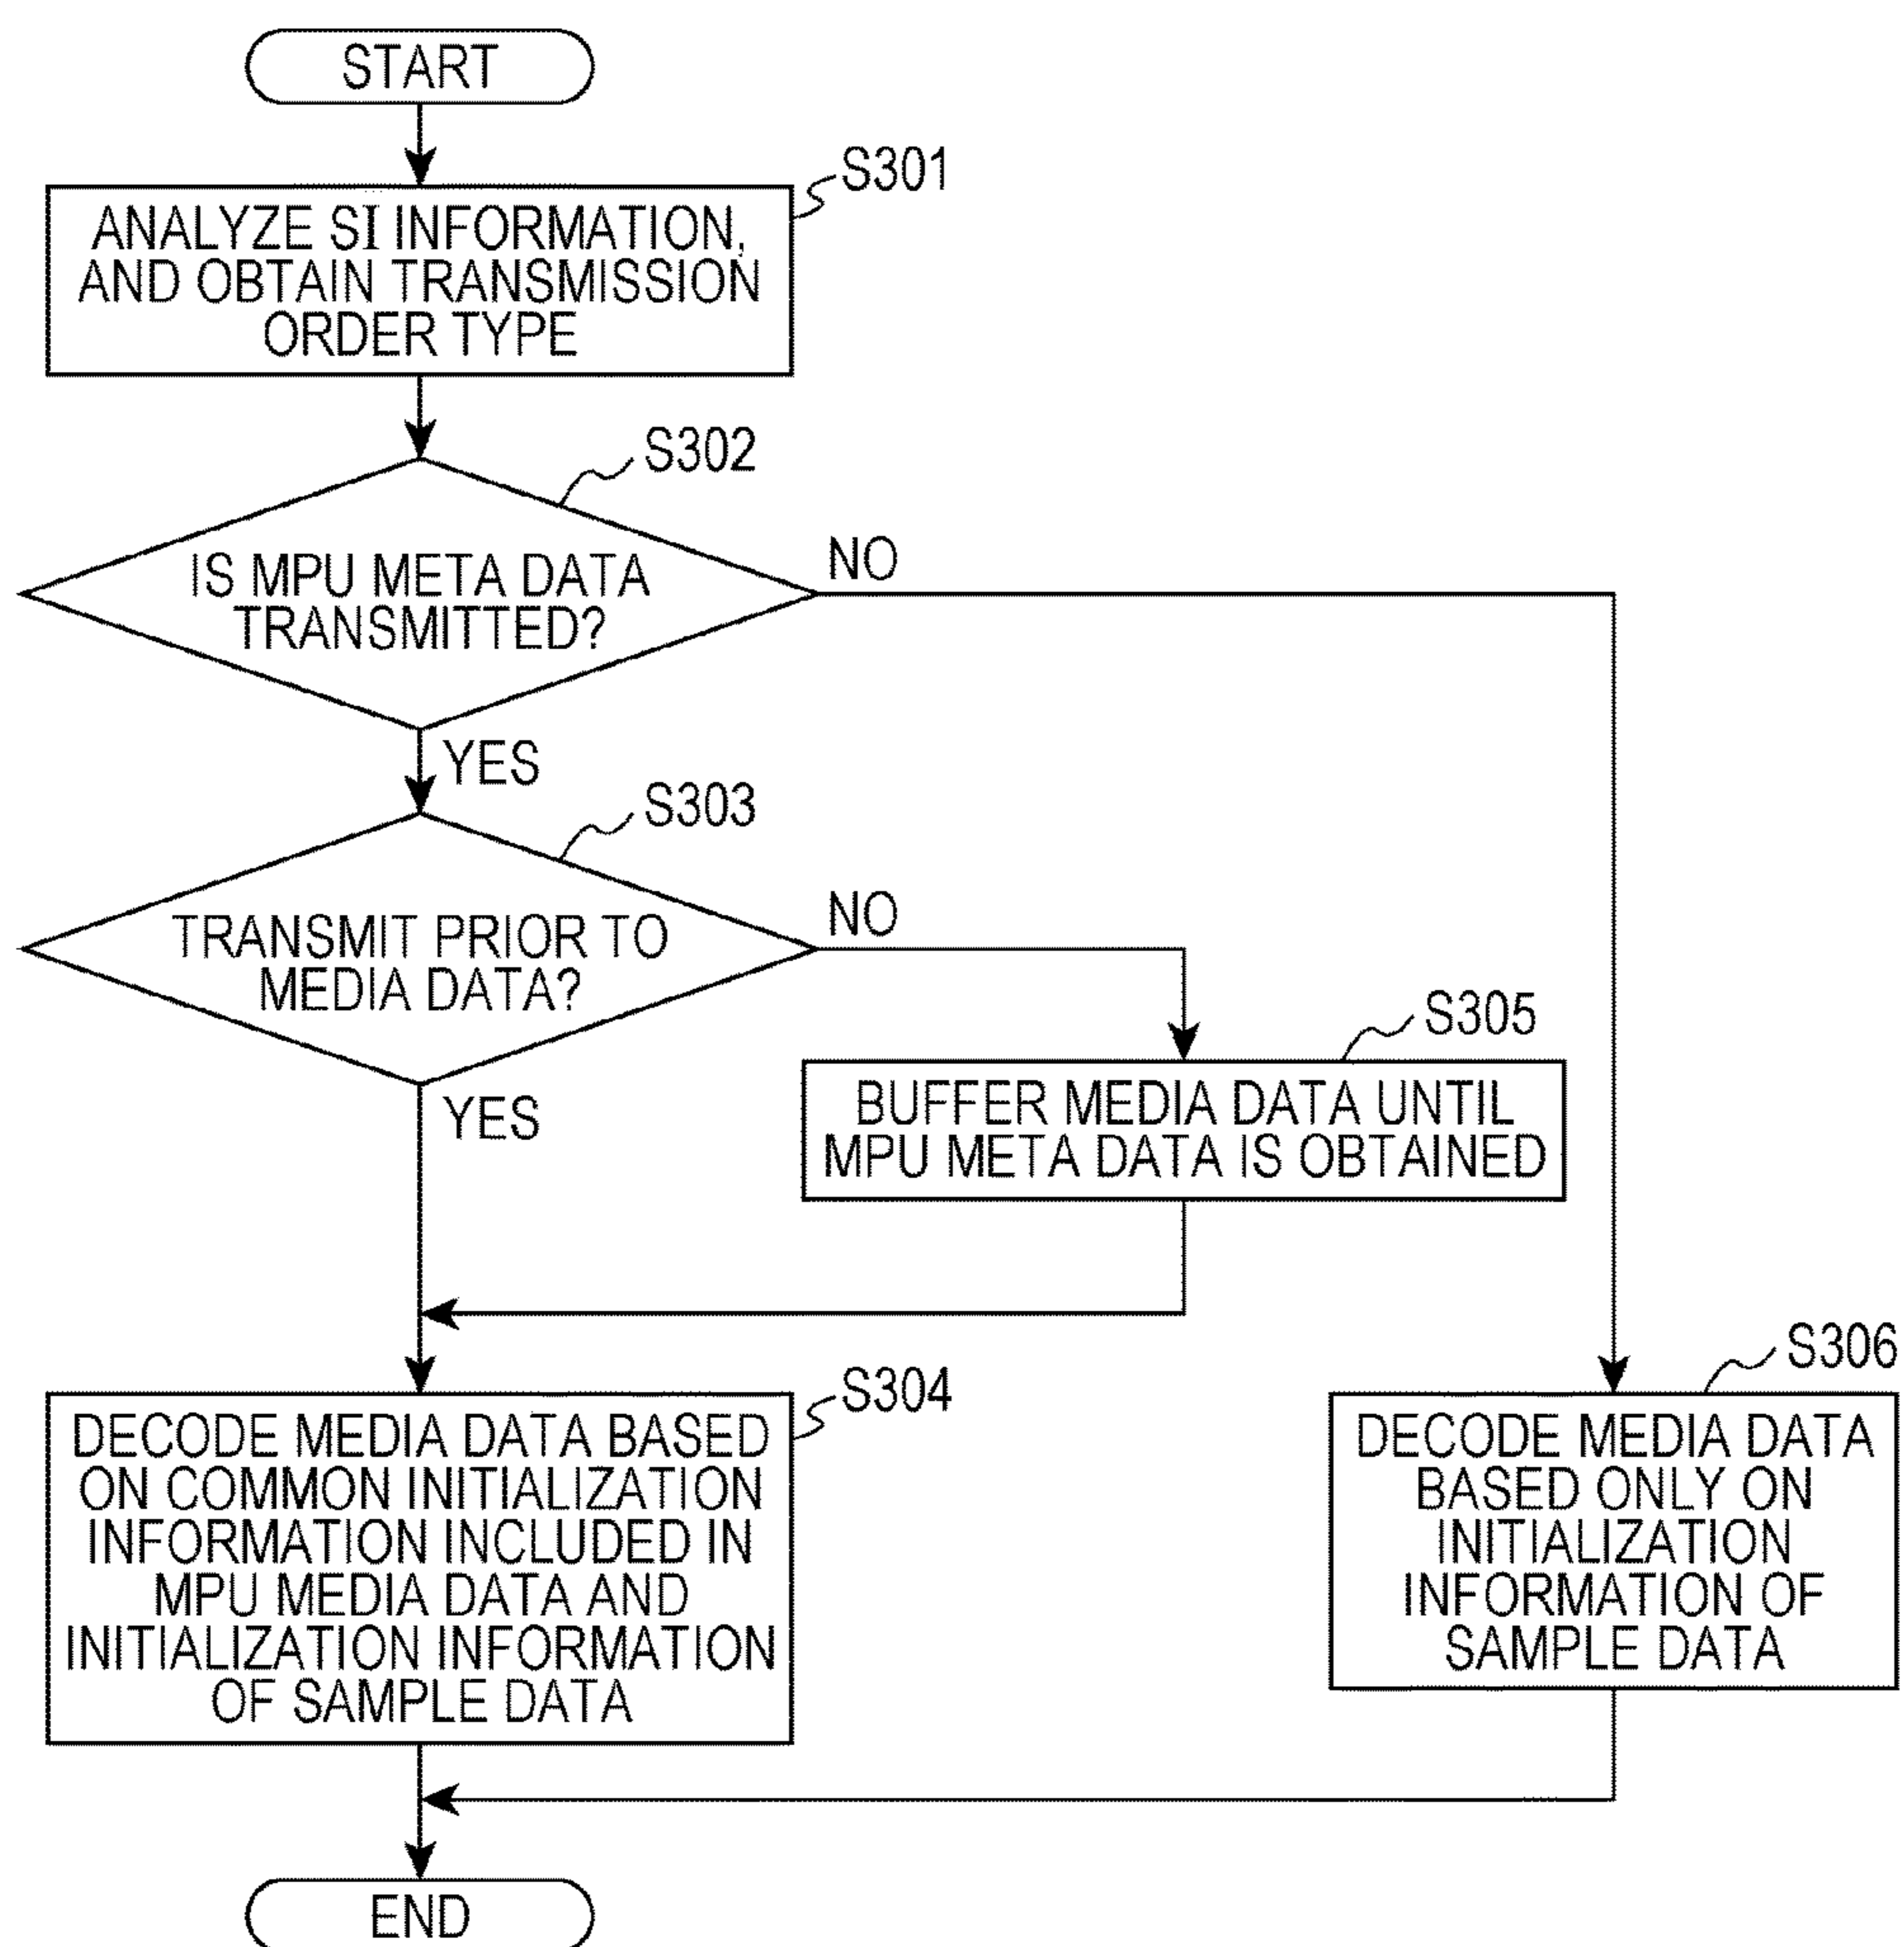 START
S301
ANALYZE SI INFORMATION,
AND OBTAIN TRANSMISSION
ORDER TYPE
S302
IS MPU META DATA
TRANSMITTED?
NO
YES
S303
TRANSMIT PRIOR TO
MEDIA DATA?
NO
YES
S305
BUFFER MEDIA DATA UNTIL
MPU META DATA IS OBTAINED
S304
DECODE MEDIA DATA BASED
ON COMMON INITIALIZATION
INFORMATION INCLUDED IN
MPU MEDIA DATA AND
INITIALIZATION INFORMATION
OF SAMPLE DATA
S306
DECODE MEDIA DATA
BASED ONLY ON
INITIALIZATION
INFORMATION OF
SAMPLE DATA
END